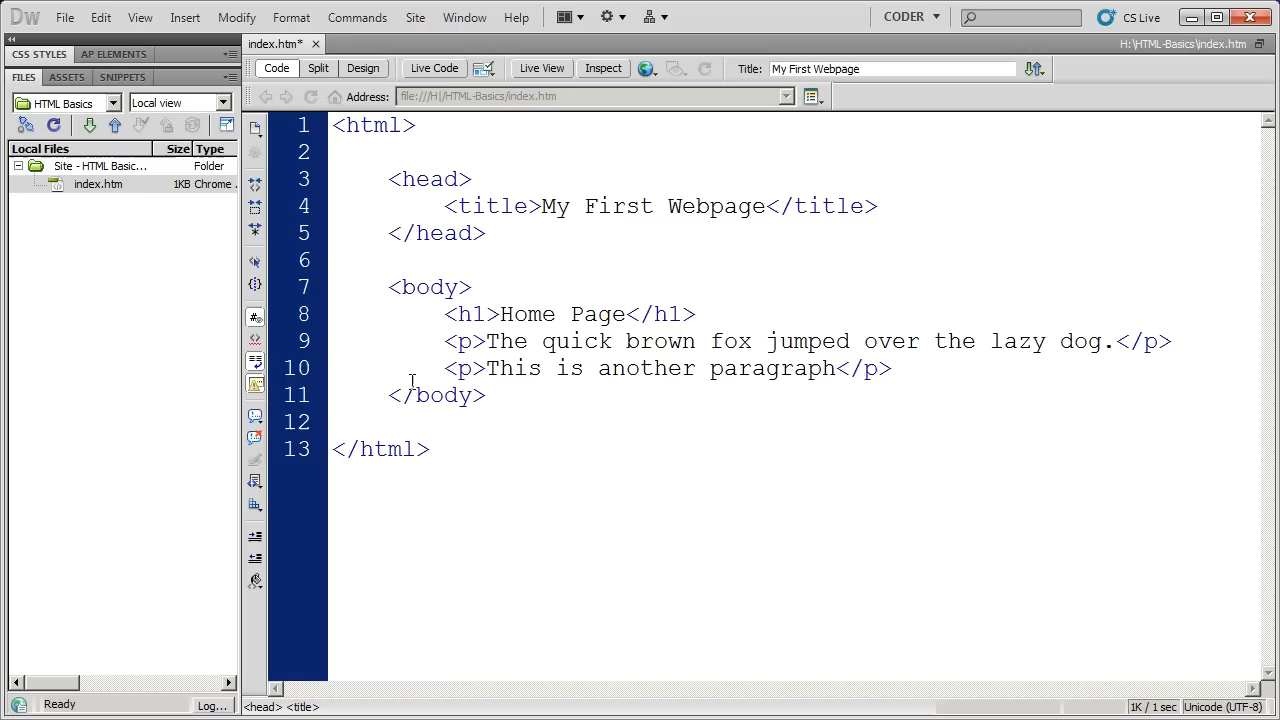 Dw File Edit View Insert Modify Format Commands Site Window Help CODER CS Live
CSS STYLES AP ELEMENTS
index.htm* H:\HTML-Basics\index.htm
FILES ASSETS SNIPPETS
Code Split Design Live Code Live View Inspect Title: My First Webpage
HTML Basics Local view
Address: file:///H|/HTML-Basics/index.htm
Local Files Size Type
Site - HTML Basic... Folder
index.htm 1KB Chrome .
1 <html>
2
3 <head>
4 <title>My First Webpage</title>
5 </head>
6
7 <body>
8 <h1>Home Page</h1>
9 <p>The quick brown fox jumped over the lazy dog.</p>
10 <p>This is another paragraph</p>
11 </body>
12
13 </html>
Ready Log...
<head> <title> 1K / 1 sec Unicode (UTF-8)